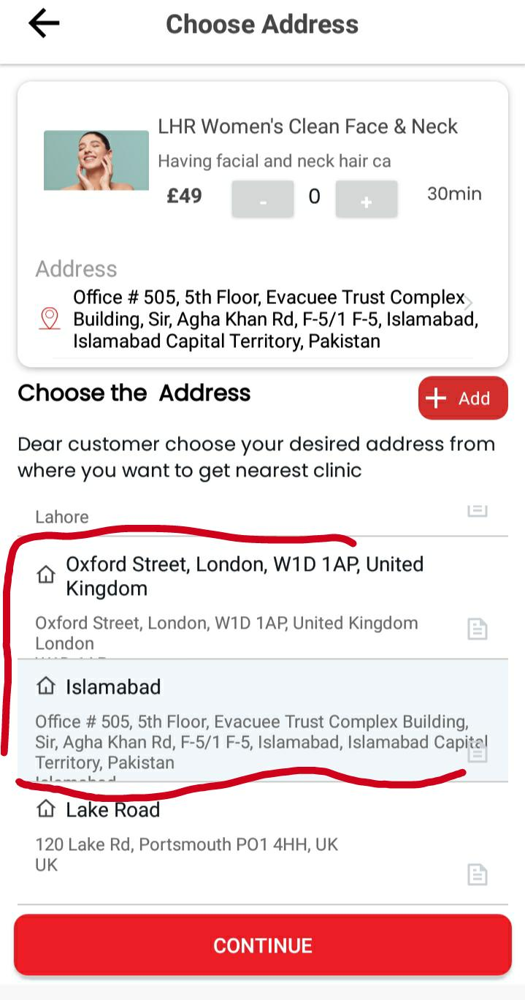 Choose Address
LHR Women's Clean Face & Neck
Having facial and neck hair ca
£49
-
0
+
30min
Address
Office # 505, 5th Floor, Evacuee Trust Complex
Building, Sir, Agha Khan Rd, F-5/1 F-5, Islamabad,
Islamabad Capital Territory, Pakistan
Choose the Address
+ Add
Dear customer choose your desired address from
where you want to get nearest clinic
Lahore
Oxford Street, London, W1D 1AP, United
Kingdom
Oxford Street, London, W1D 1AP, United Kingdom
London
Islamabad
Office # 505, 5th Floor, Evacuee Trust Complex Building,
Sir, Agha Khan Rd, F-5/1 F-5, Islamabad, Islamabad Capital
Territory, Pakistan
Lake Road
120 Lake Rd, Portsmouth PO1 4HH, UK
UK
CONTINUE